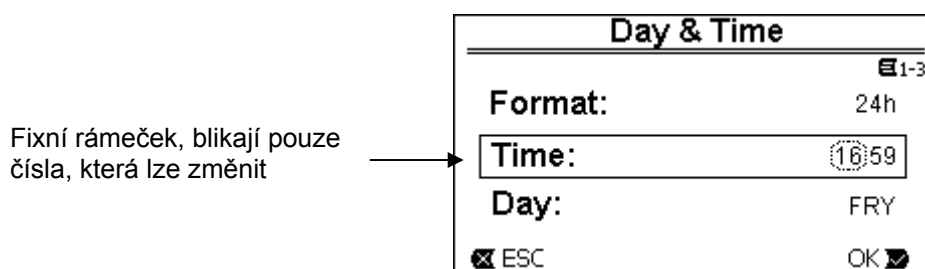 Day & Time
1-3
Format: 24h
Fixní rámeček, blikají pouze
čísla, která lze změnit
Time: 16:59
Day: FRY
ESC OK